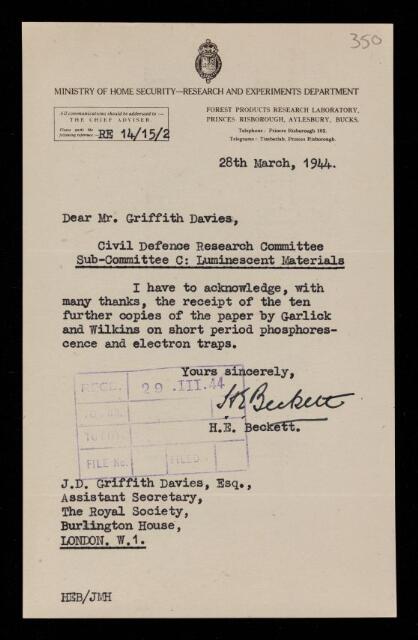 350
MINISTRY OF HOME SECURITY—RESEARCH AND EXPERIMENTS DEPARTMENT
All communications should be addressed to :—
THE CHIEF ADVISER.
Please quote the
following reference:— RE 14/15/2
FOREST PRODUCTS RESEARCH LABORATORY,
PRINCES RISBOROUGH, AYLESBURY, BUCKS.
Telephone : Princes Risborough 101.
Telegrams : Timberlab, Princes Risborough.
28th March, 1944.
Dear Mr. Griffith Davies,
Civil Defence Research Committee
Sub-Committee C: Luminescent Materials
I have to acknowledge, with
many thanks, the receipt of the ten
further copies of the paper by Garlick
and Wilkins on short period phosphores-
cence and electron traps.
Yours sincerely,
RECD. 29 .III.44
HE Beckett
H.E. Beckett.
FILE No. FILED
J.D. Griffith Davies, Esq.,
Assistant Secretary,
The Royal Society,
Burlington House,
LONDON. W.1.
HEB/JMH